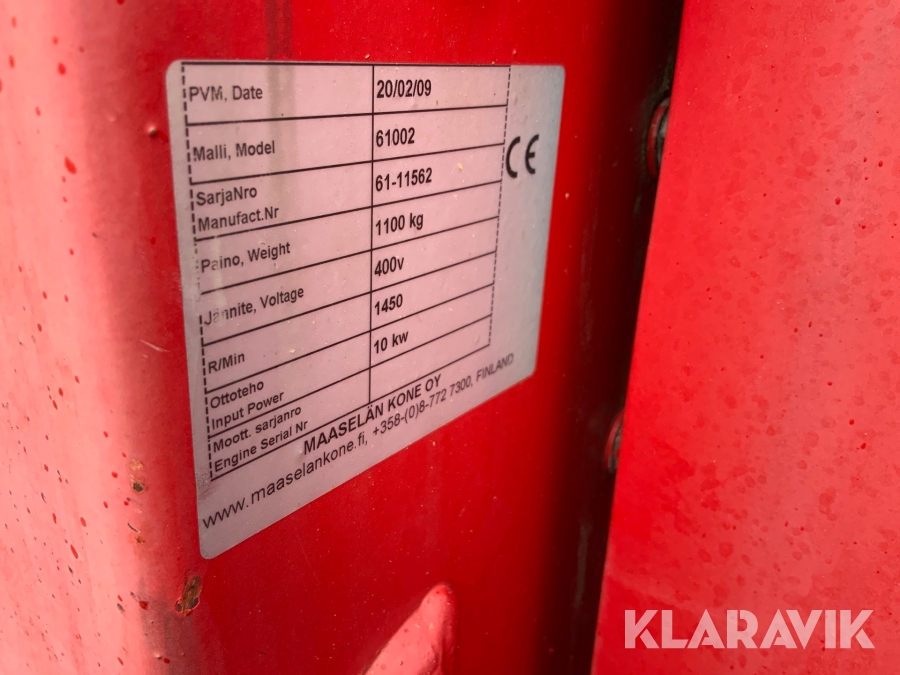 PVM, Date 20/02/09
Malli, Model 61002
SarjaNro
Manufact.Nr 61-11562
Paino, Weight 1100 kg
Jännite, Voltage 400v
R/Min 1450
Ottoteho
Input Power 10 kw
Moott. sarjanro
Engine Serial Nr
CE
MAASELÄN KONE OY
www.maaselankone.fi, +358-(0)8-772 7300, FINLAND
KLARAVIK